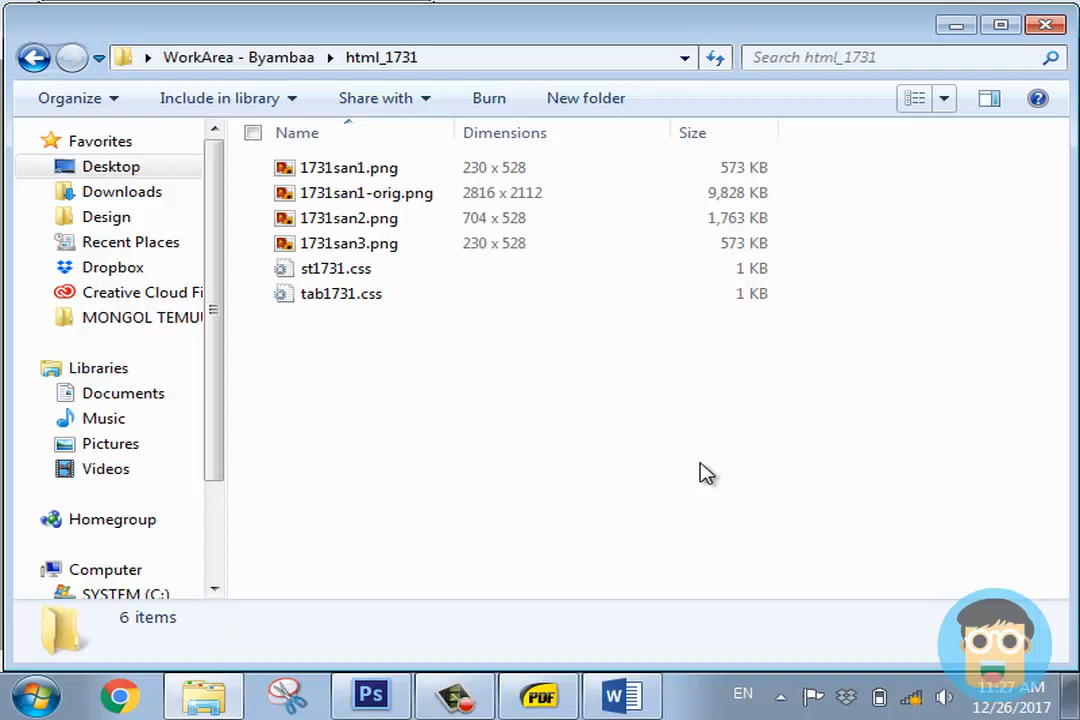 WorkArea - Byambaa html_1731
Search html_1731
Organize Include in library Share with Burn New folder
Name Dimensions Size
Favorites
Desktop
Downloads
Design
Recent Places
Dropbox
Creative Cloud Fi
MONGOL TEMU
Libraries
Documents
Music
Pictures
Videos
Homegroup
Computer
SYSTEM (C:)
1731san1.png 230 x 528 573 KB
1731san1-orig.png 2816 x 2112 9,828 KB
1731san2.png 704 x 528 1,763 KB
1731san3.png 230 x 528 573 KB
st1731.css 1 KB
tab1731.css 1 KB
6 items
Ps
PDF
W
EN
11:27 AM
12/26/2017